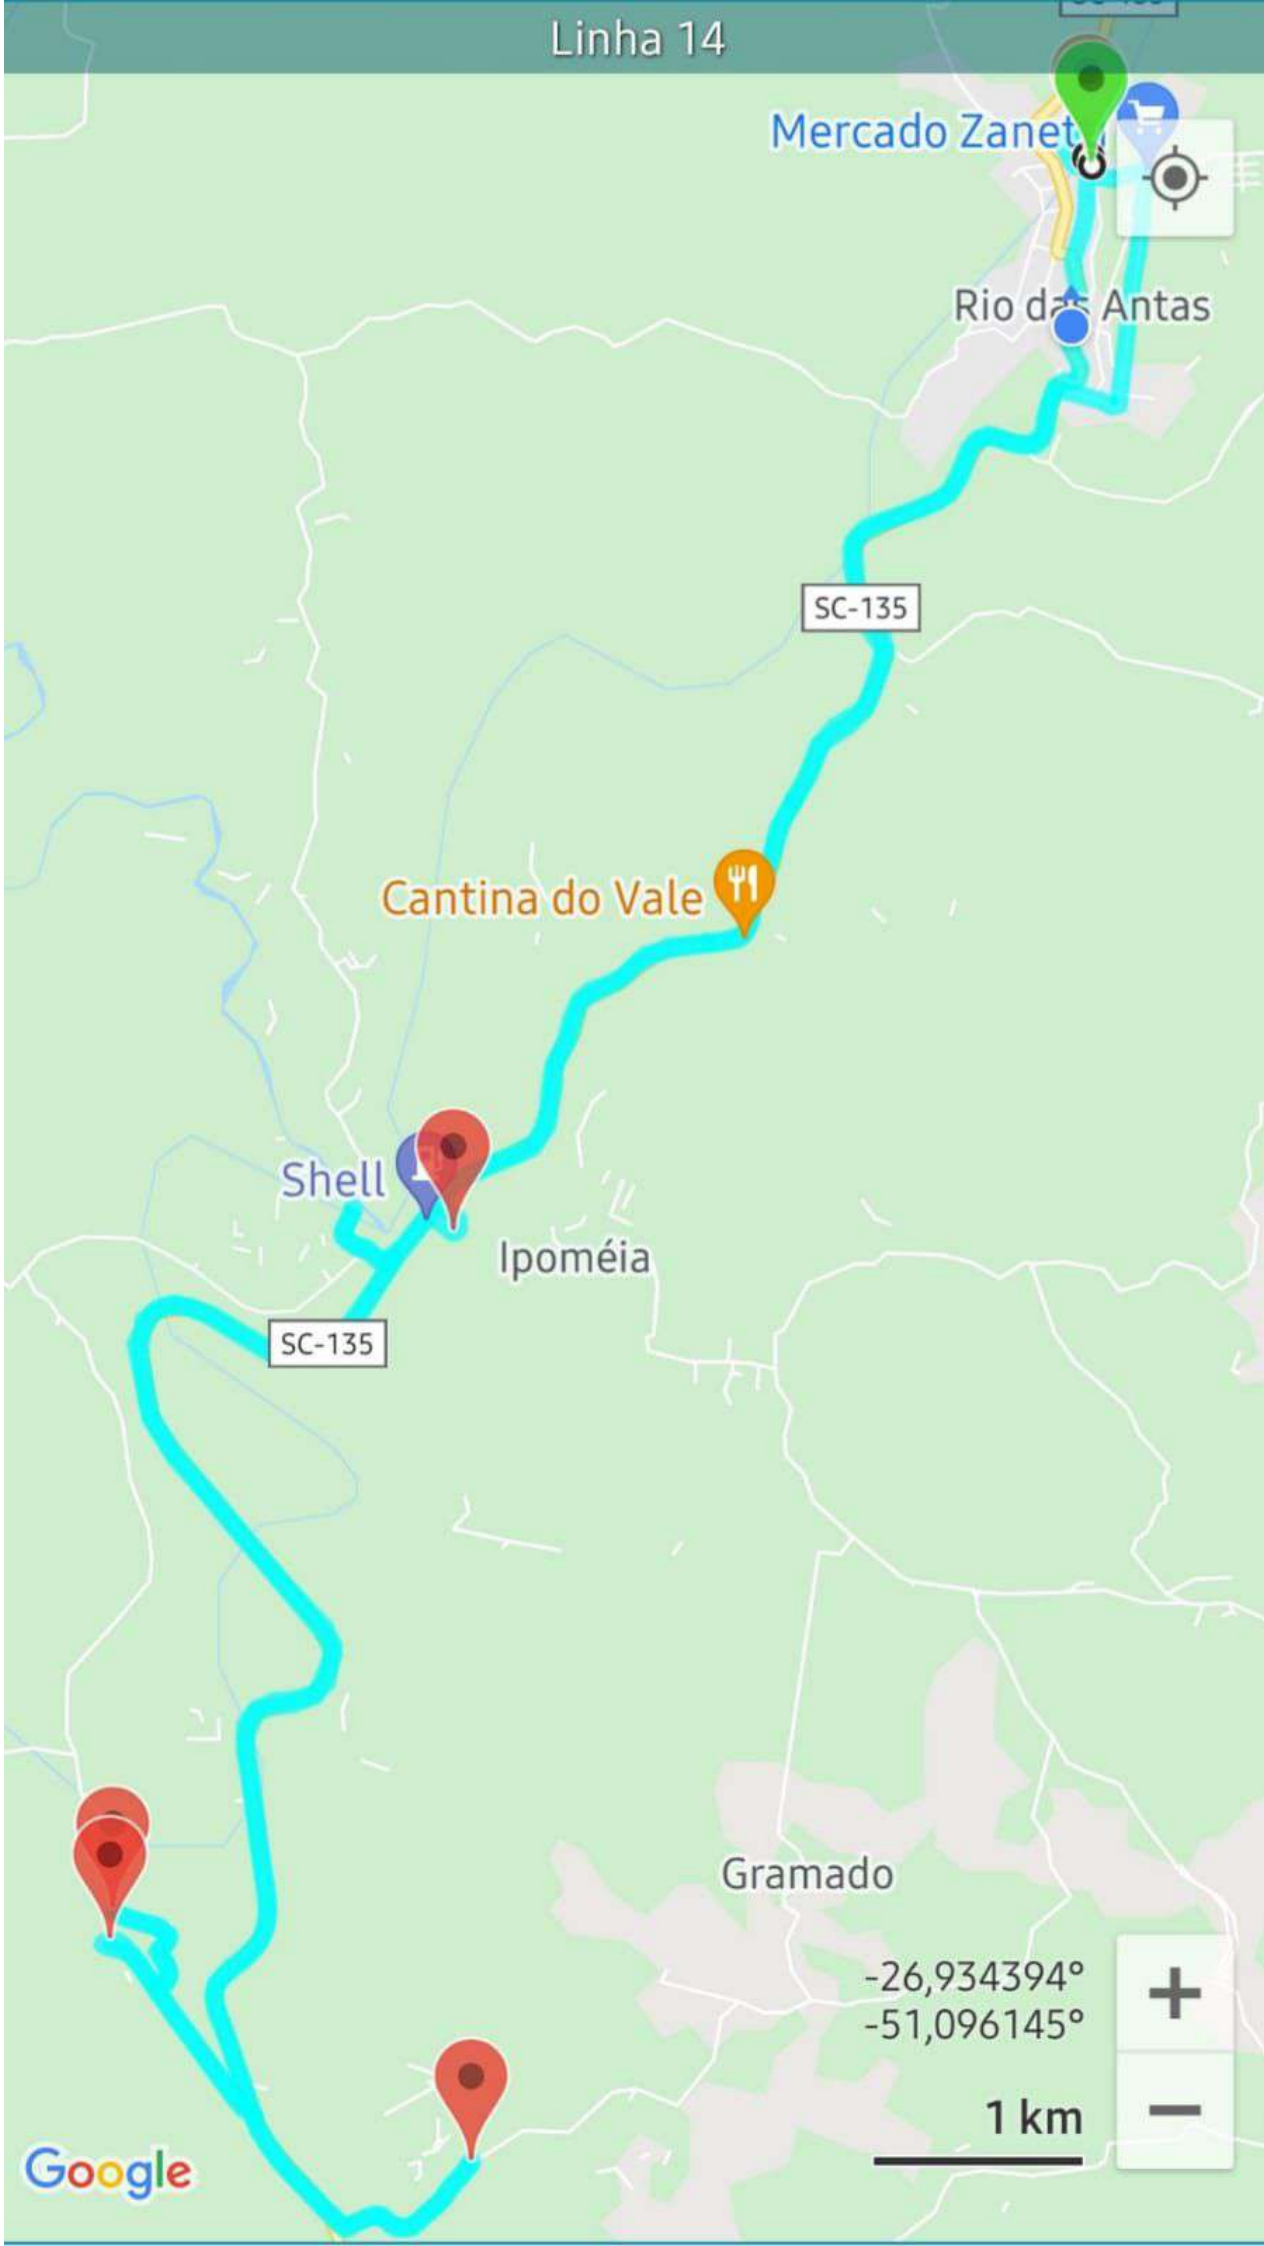 Linha 14
Mercado Zanet
Rio das Antas
SC-135
Cantina do Vale
Shell
Ipoméia
SC-135
Gramado
-26,934394°
-51,096145°
1 km
Google